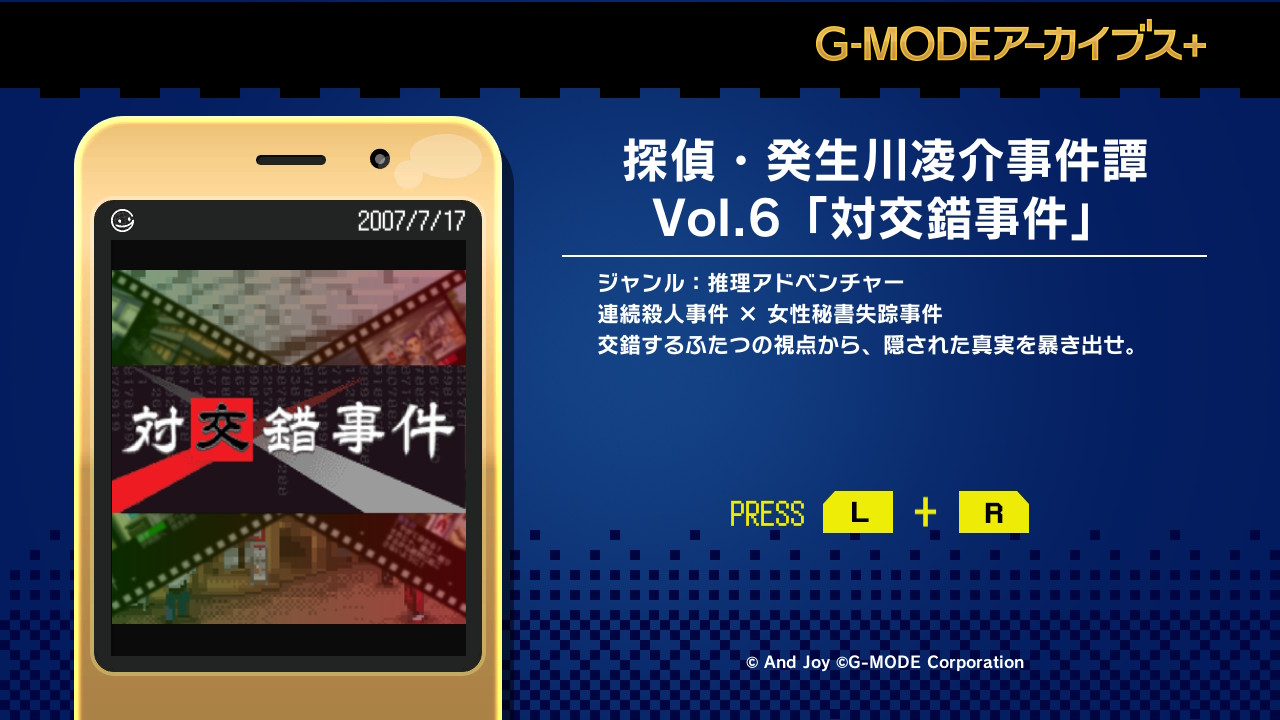 G-MODEアーカイブス+
2007/7/17
対交錯事件
探偵・癸生川凌介事件譚
Vol.6「対交錯事件」
ジャンル：推理アドベンチャー
連続殺人事件 × 女性秘書失踪事件
交錯するふたつの視点から、隠された真実を暴き出せ。
PRESS L + R
© And Joy ©G-MODE Corporation